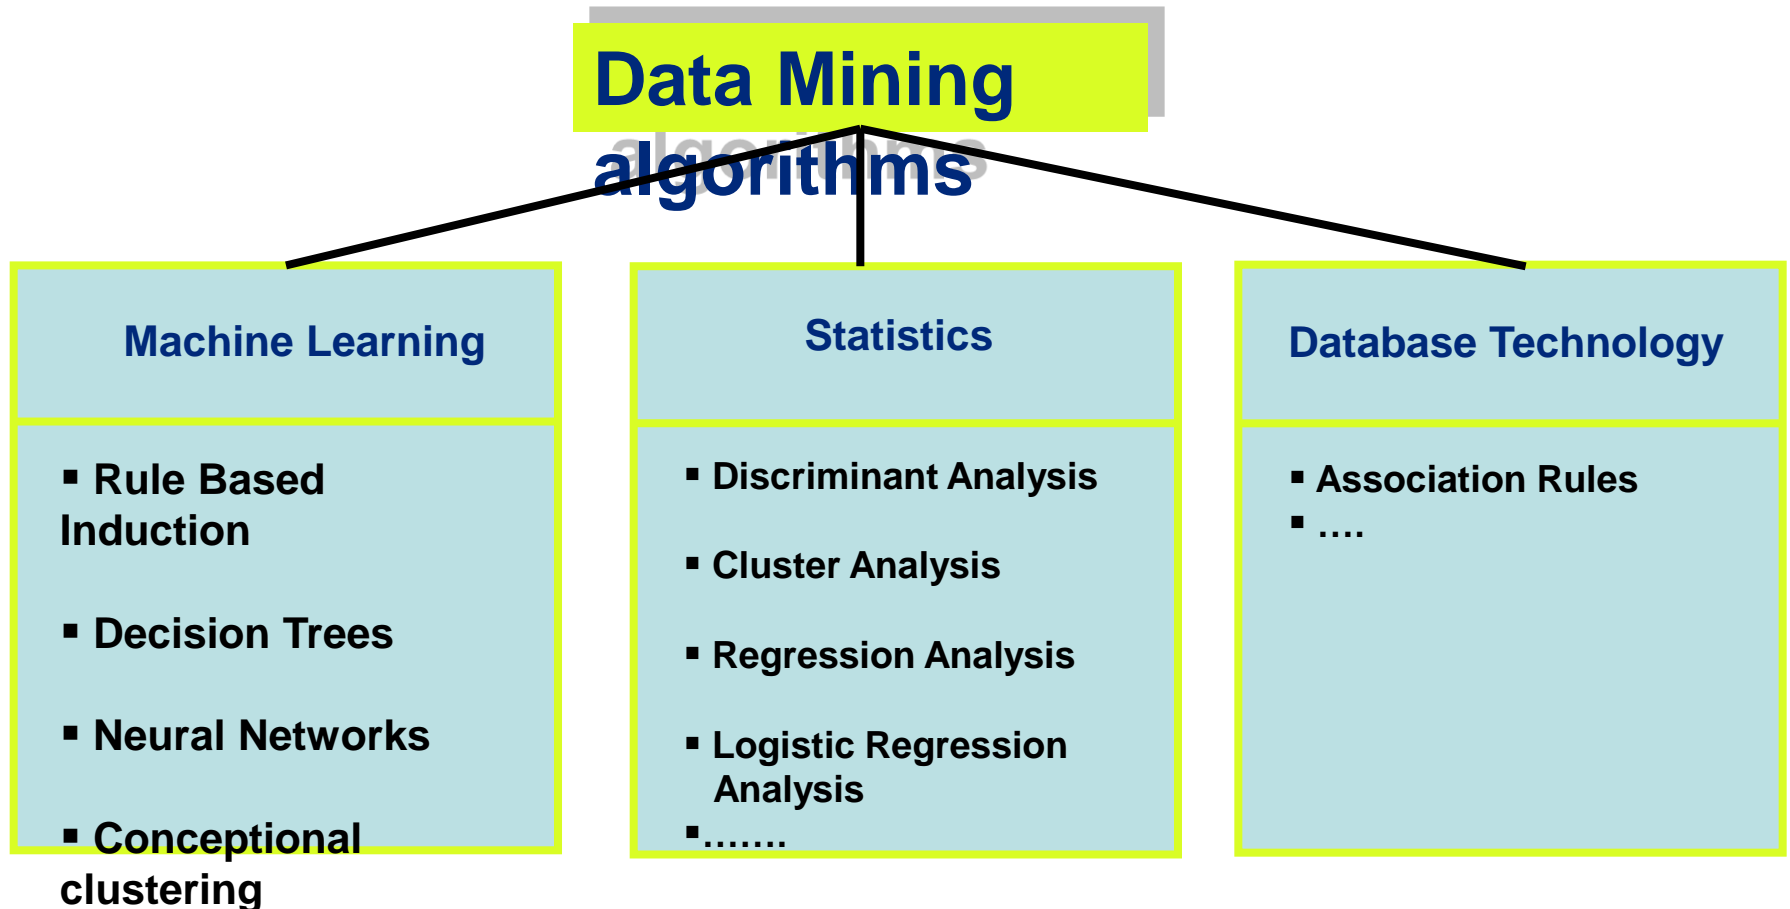 Data Mining
algorithms
Machine Learning
▪ Rule Based
Induction
▪ Decision Trees
▪ Neural Networks
▪ Conceptional
clustering
Statistics
▪ Discriminant Analysis
▪ Cluster Analysis
▪ Regression Analysis
▪ Logistic Regression
Analysis
▪.......
Database Technology
▪ Association Rules
▪ ....